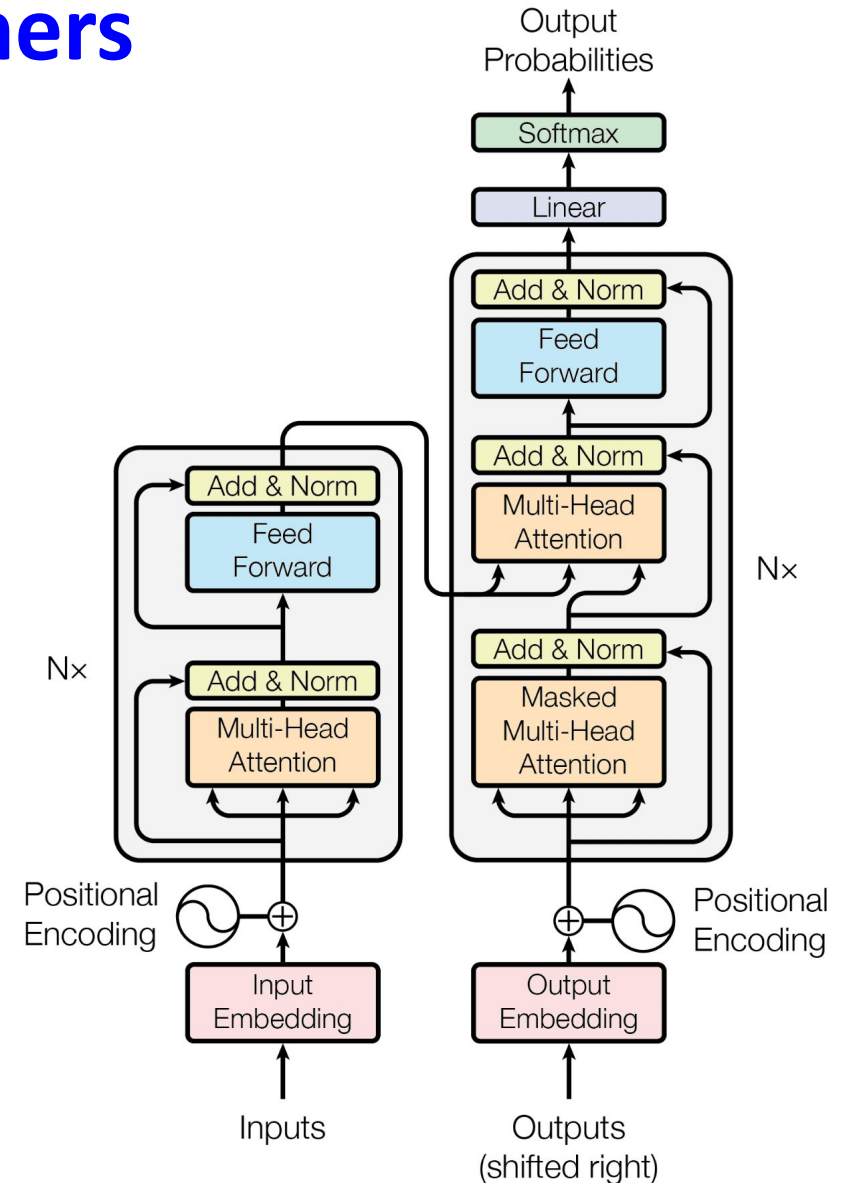 ners
Output
Probabilities
Softmax
Linear
Add & Norm
Feed
Forward
Add & Norm
Multi-Head
Attention
Nx
Add & Norm
Masked
Multi-Head
Attention
Add & Norm
Feed
Forward
Nx
Add & Norm
Multi-Head
Attention
Positional
Encoding
Positional
Encoding
Input
Embedding
Output
Embedding
Inputs
Outputs
(shifted right)